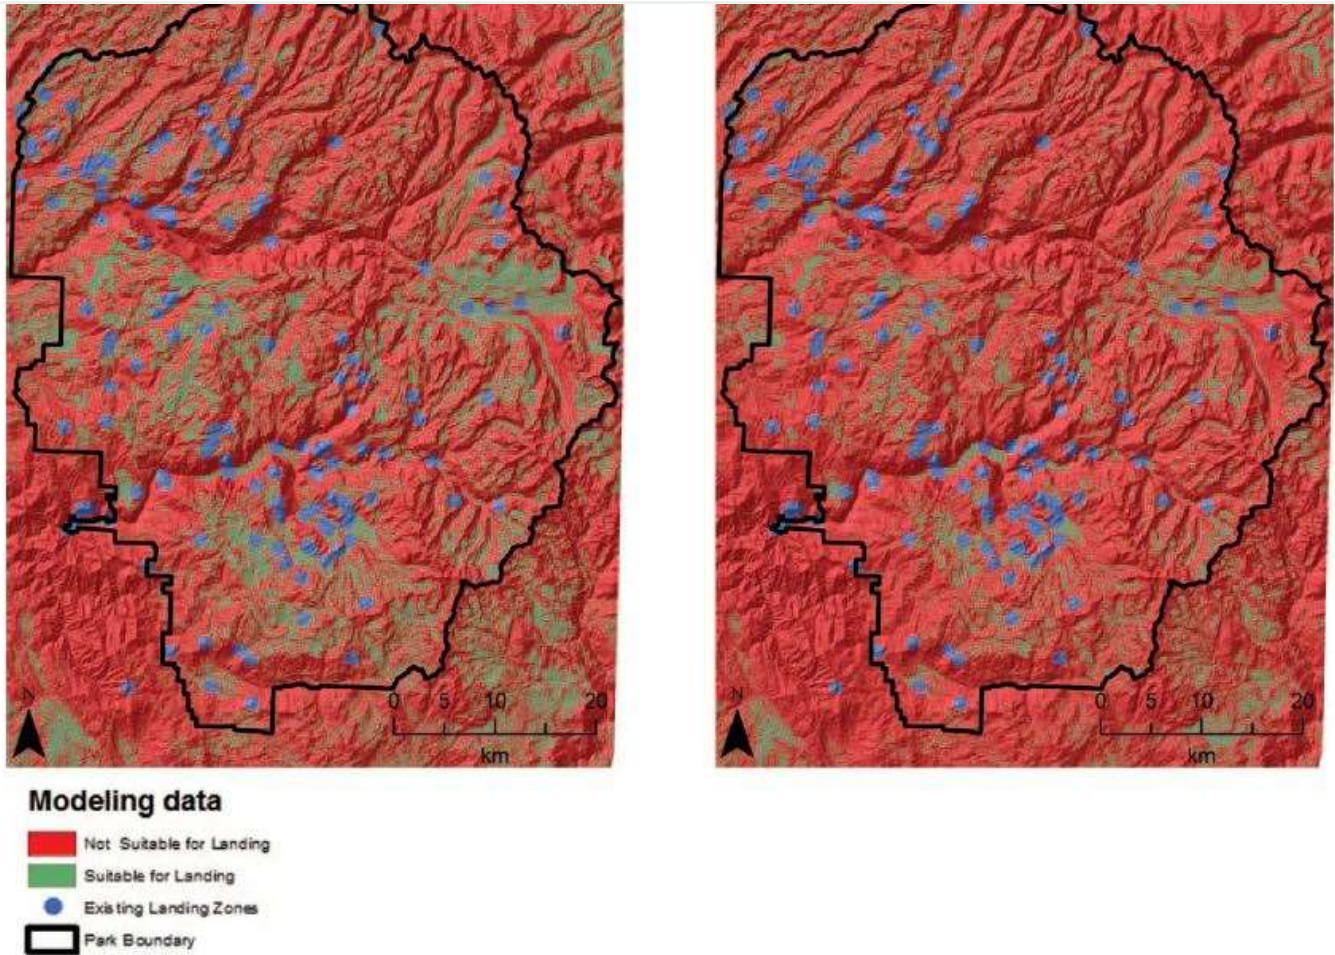 N
0 5 10 20
km
N
0 5 10 20
km
Modeling data
Not Suitable for Landing
Suitable for Landing
Existing Landing Zones
Park Boundary